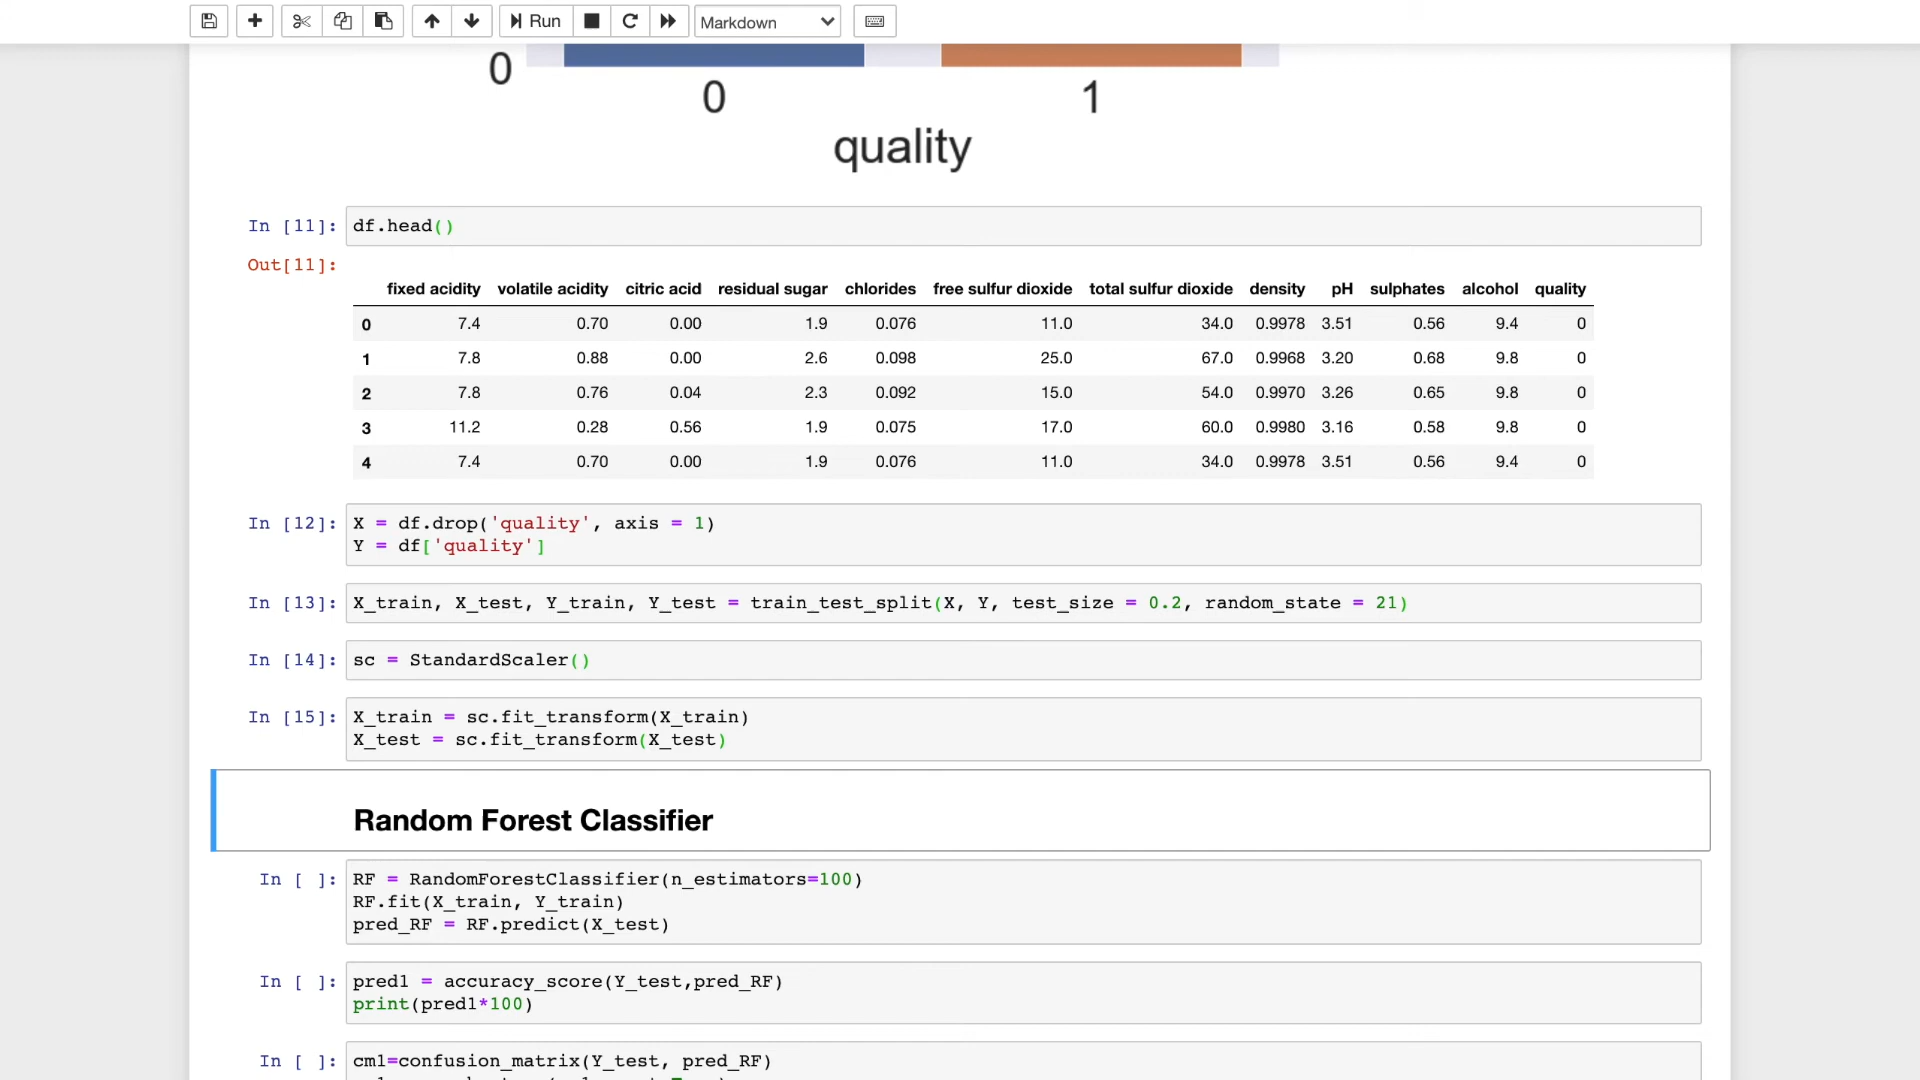 Run
Markdown
0
0 1
quality
In [11]: df.head()
Out[11]:
fixed acidity volatile acidity citric acid residual sugar chlorides free sulfur dioxide total sulfur dioxide density pH sulphates alcohol quality
0 7.4 0.70 0.00 1.9 0.076 11.0 34.0 0.9978 3.51 0.56 9.4 0
1 7.8 0.88 0.00 2.6 0.098 25.0 67.0 0.9968 3.20 0.68 9.8 0
2 7.8 0.76 0.04 2.3 0.092 15.0 54.0 0.9970 3.26 0.65 9.8 0
3 11.2 0.28 0.56 1.9 0.075 17.0 60.0 0.9980 3.16 0.58 9.8 0
4 7.4 0.70 0.00 1.9 0.076 11.0 34.0 0.9978 3.51 0.56 9.4 0
In [12]: X = df.drop('quality', axis = 1)
Y = df['quality']
In [13]: X_train, X_test, Y_train, Y_test = train_test_split(X, Y, test_size = 0.2, random_state = 21)
In [14]: sc = StandardScaler()
In [15]: X_train = sc.fit_transform(X_train)
X_test = sc.fit_transform(X_test)
Random Forest Classifier
In [ ]: RF = RandomForestClassifier(n_estimators=100)
RF.fit(X_train, Y_train)
pred_RF = RF.predict(X_test)
In [ ]: pred1 = accuracy_score(Y_test,pred_RF)
print(pred1*100)
In [ ]: cm1=confusion_matrix(Y_test, pred_RF)